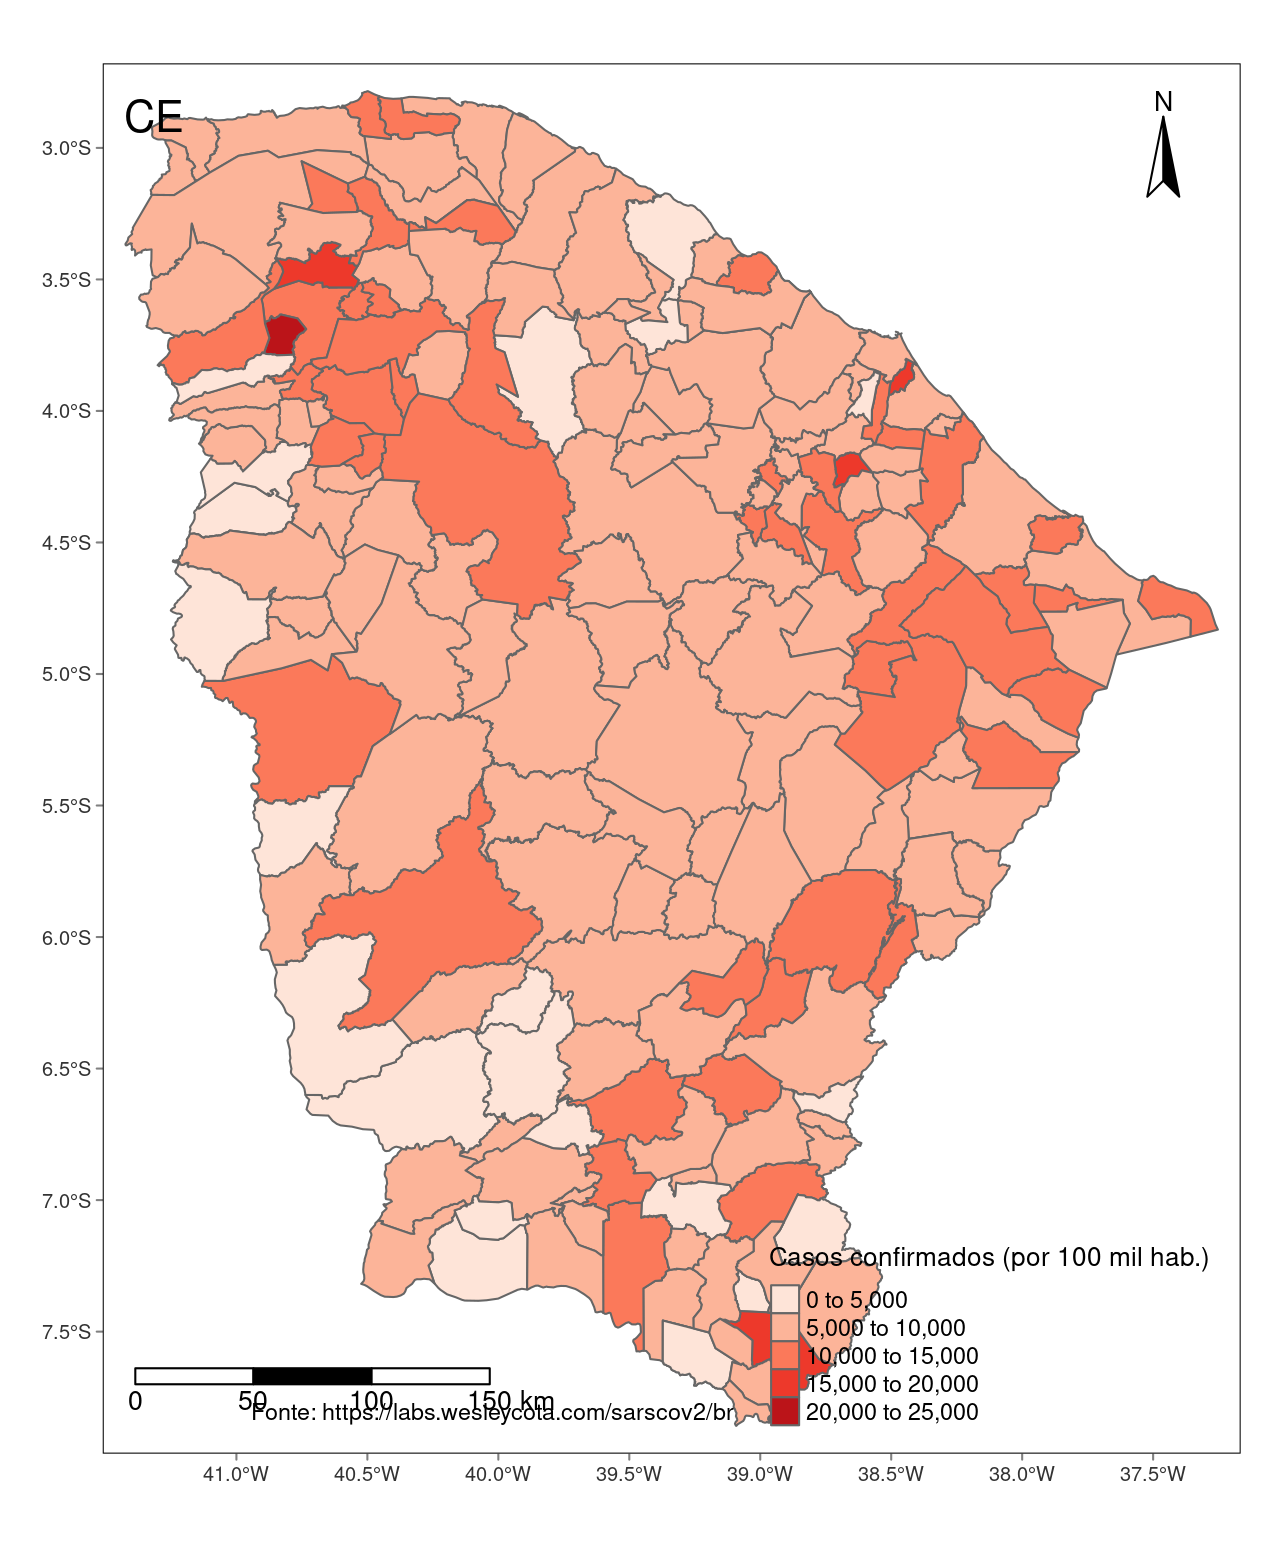 CE
N
3.0°S
3.5°S
4.0°S
4.5°S
5.0°S
5.5°S
6.0°S
6.5°S
7.0°S
7.5°S
Casos confirmados (por 100 mil hab.)
0 to 5,000
5,000 to 10,000
10,000 to 15,000
15,000 to 20,000
20,000 to 25,000
0 50 100 150 km
Fonte: https://labs.wesleycota.com/sarscov2/br
41.0°W 40.5°W 40.0°W 39.5°W 39.0°W 38.5°W 38.0°W 37.5°W